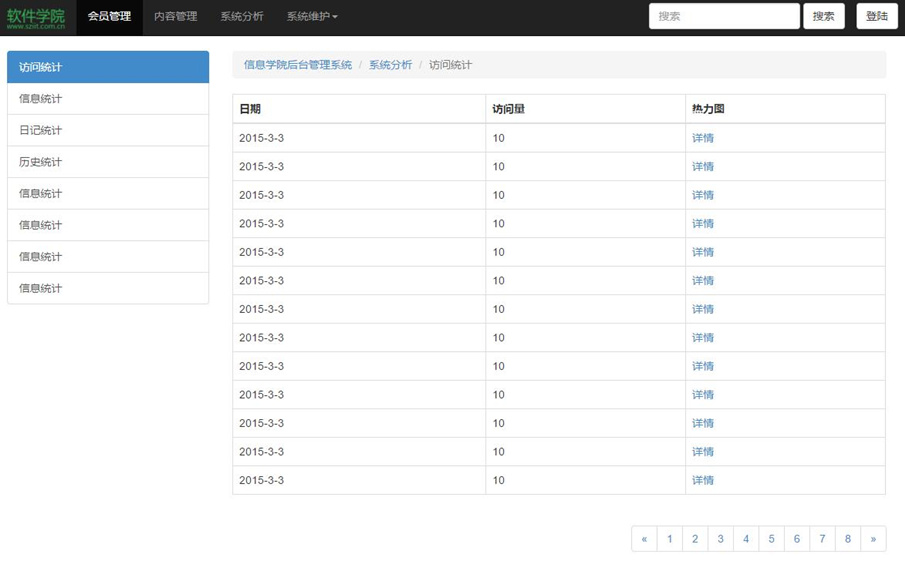 软件学院 会员管理 内容管理 系统分析 系统维护 搜索 搜索 登陆
www.sziit.com.cn
访问统计
信息统计
日记统计
历史统计
信息统计
信息统计
信息统计
信息统计
信息学院后台管理系统 / 系统分析 / 访问统计
日期 访问量 热力图
2015-3-3 10 详情
2015-3-3 10 详情
2015-3-3 10 详情
2015-3-3 10 详情
2015-3-3 10 详情
2015-3-3 10 详情
2015-3-3 10 详情
2015-3-3 10 详情
2015-3-3 10 详情
2015-3-3 10 详情
2015-3-3 10 详情
2015-3-3 10 详情
2015-3-3 10 详情
« 1 2 3 4 5 6 7 8 »